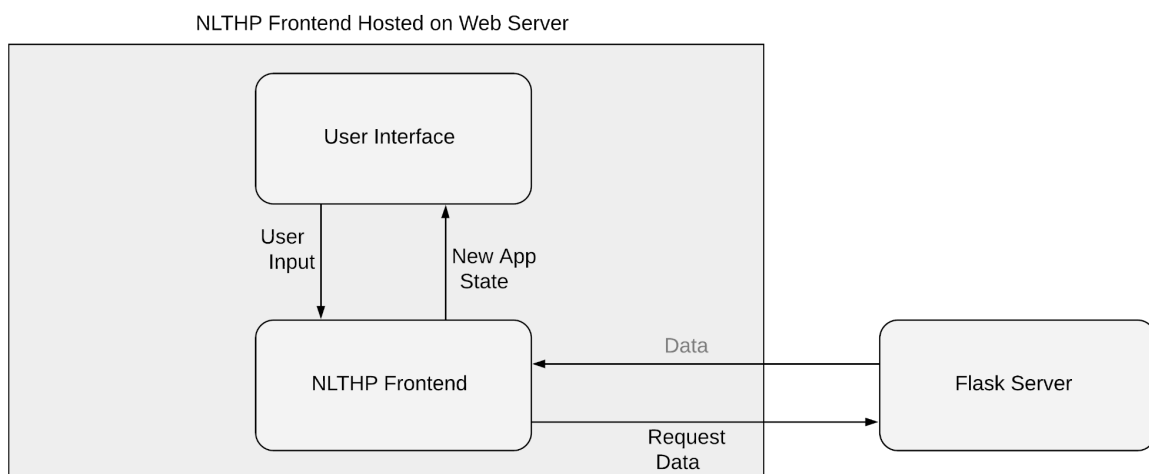 NLTHP Frontend Hosted on Web Server
User Interface
User
Input
New App
State
NLTHP Frontend
Data
Request
Data
Flask Server